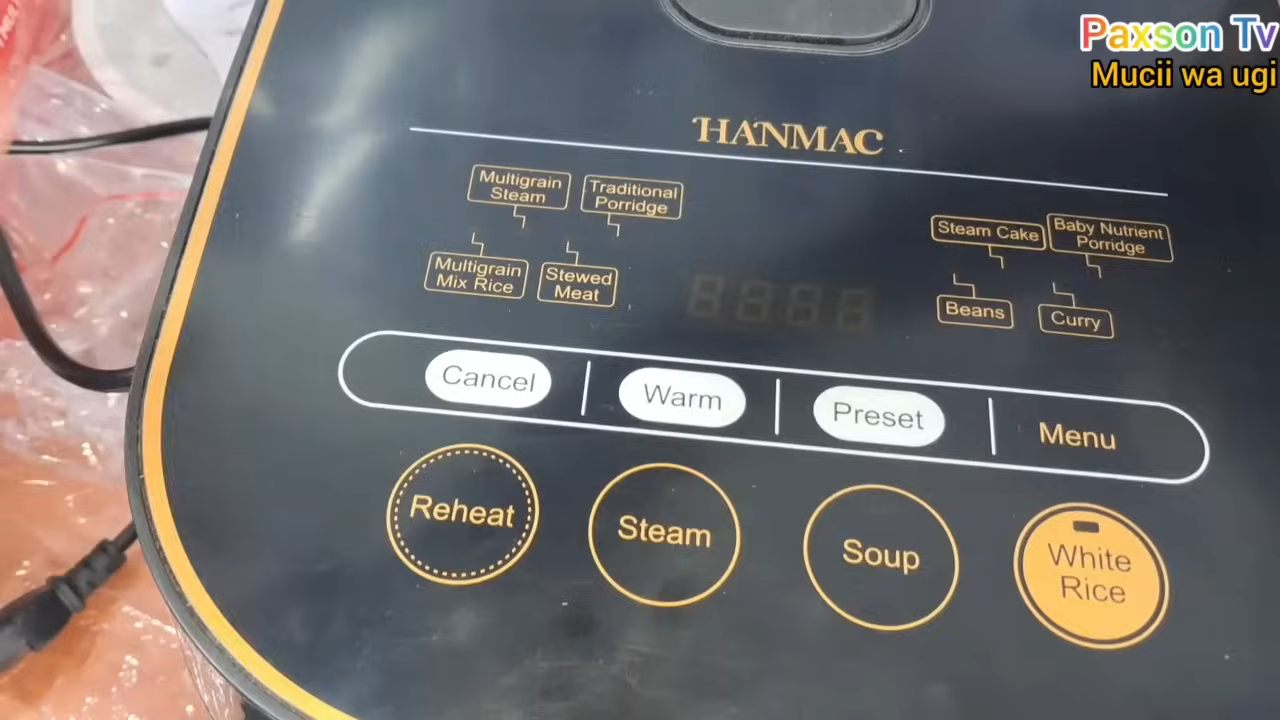 Paxson Tv
Mucii wa ugi
HANMAC
Multigrain
Steam
Traditional
Porridge
Multigrain
Mix Rice
Stewed
Meat
Steam Cake
Baby Nutrient
Porridge
Beans
Curry
Cancel
Warm
Preset
Menu
Reheat
Steam
Soup
White
Rice